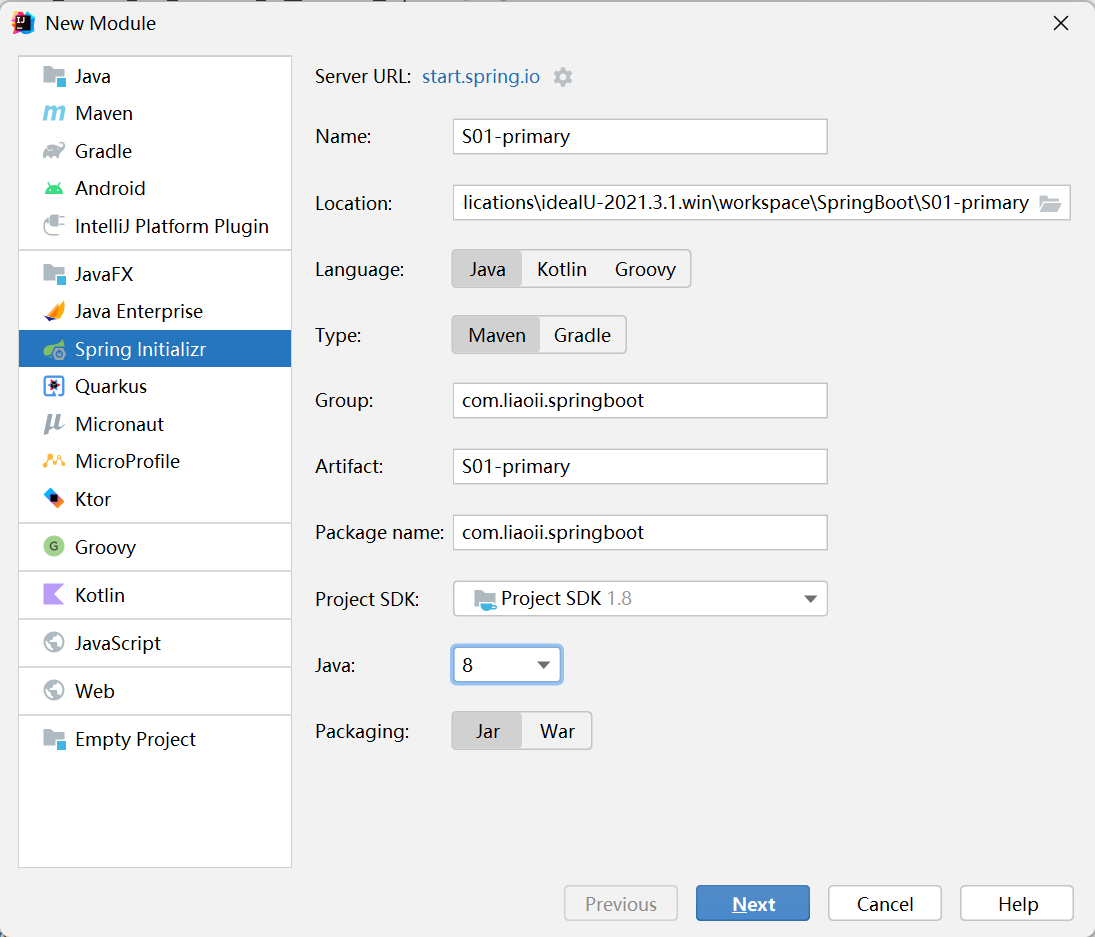 New Module
Java
Maven
Gradle
Android
IntelliJ Platform Plugin
JavaFX
Java Enterprise
Spring Initializr
Quarkus
Micronaut
MicroProfile
Ktor
Groovy
Kotlin
JavaScript
Web
Empty Project
Server URL: start.spring.io
Name: S01-primary
Location: lications\idealU-2021.3.1.win\workspace\SpringBoot\S01-primary
Language: Java Kotlin Groovy
Type: Maven Gradle
Group: com.liaoii.springboot
Artifact: S01-primary
Package name: com.liaoii.springboot
Project SDK: Project SDK 1.8
Java: 8
Packaging: Jar War
Previous Next Cancel Help